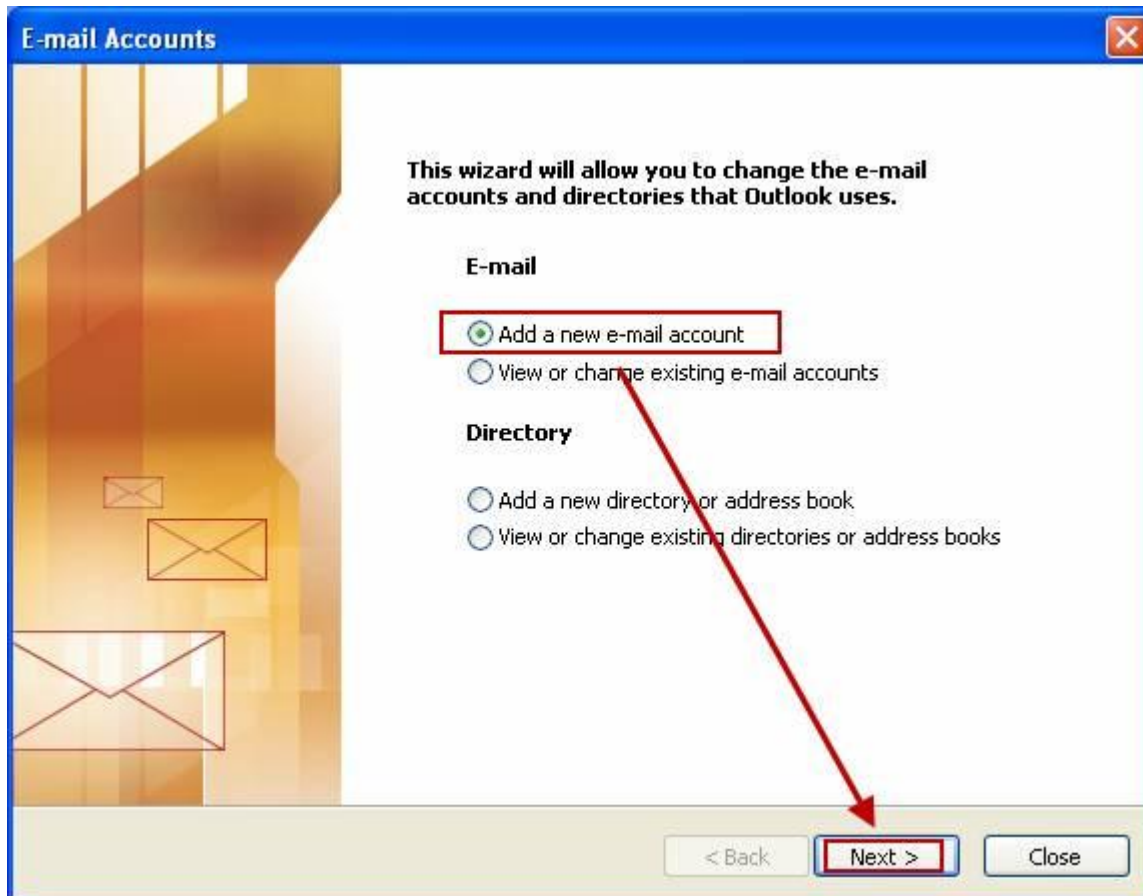 E-mail Accounts
This wizard will allow you to change the e-mail
accounts and directories that Outlook uses.
E-mail
Add a new e-mail account
View or change existing e-mail accounts
Directory
Add a new directory or address book
View or change existing directories or address books
< Back
Next >
Close